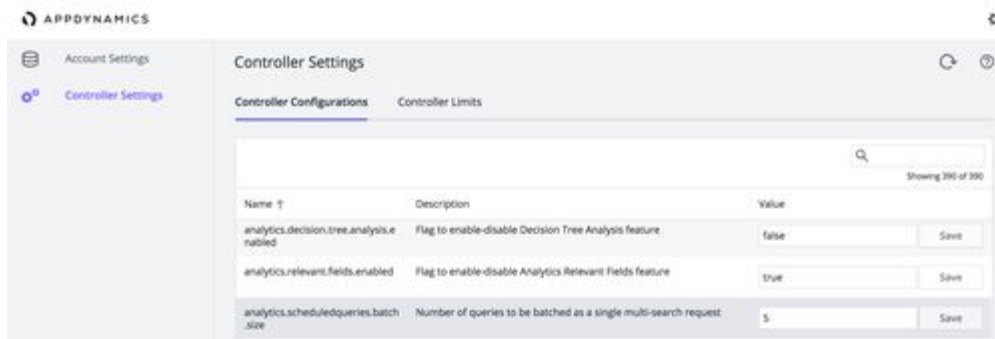 APPDYNAMICS
Account Settings
Controller Settings
Controller Settings
Controller Configurations Controller Limits
Showing 390 of 390
Name ↑ Description Value
analytics.decision.tree.analysis.e Flag to enable-disable Decision Tree Analysis feature
nabled
false Save
analytics.relevant.fields.enabled Flag to enable-disable Analytics Relevant Fields feature
true Save
analytics.scheduledqueries.batch Number of queries to be batched as a single multi-search request
.size
5 Save